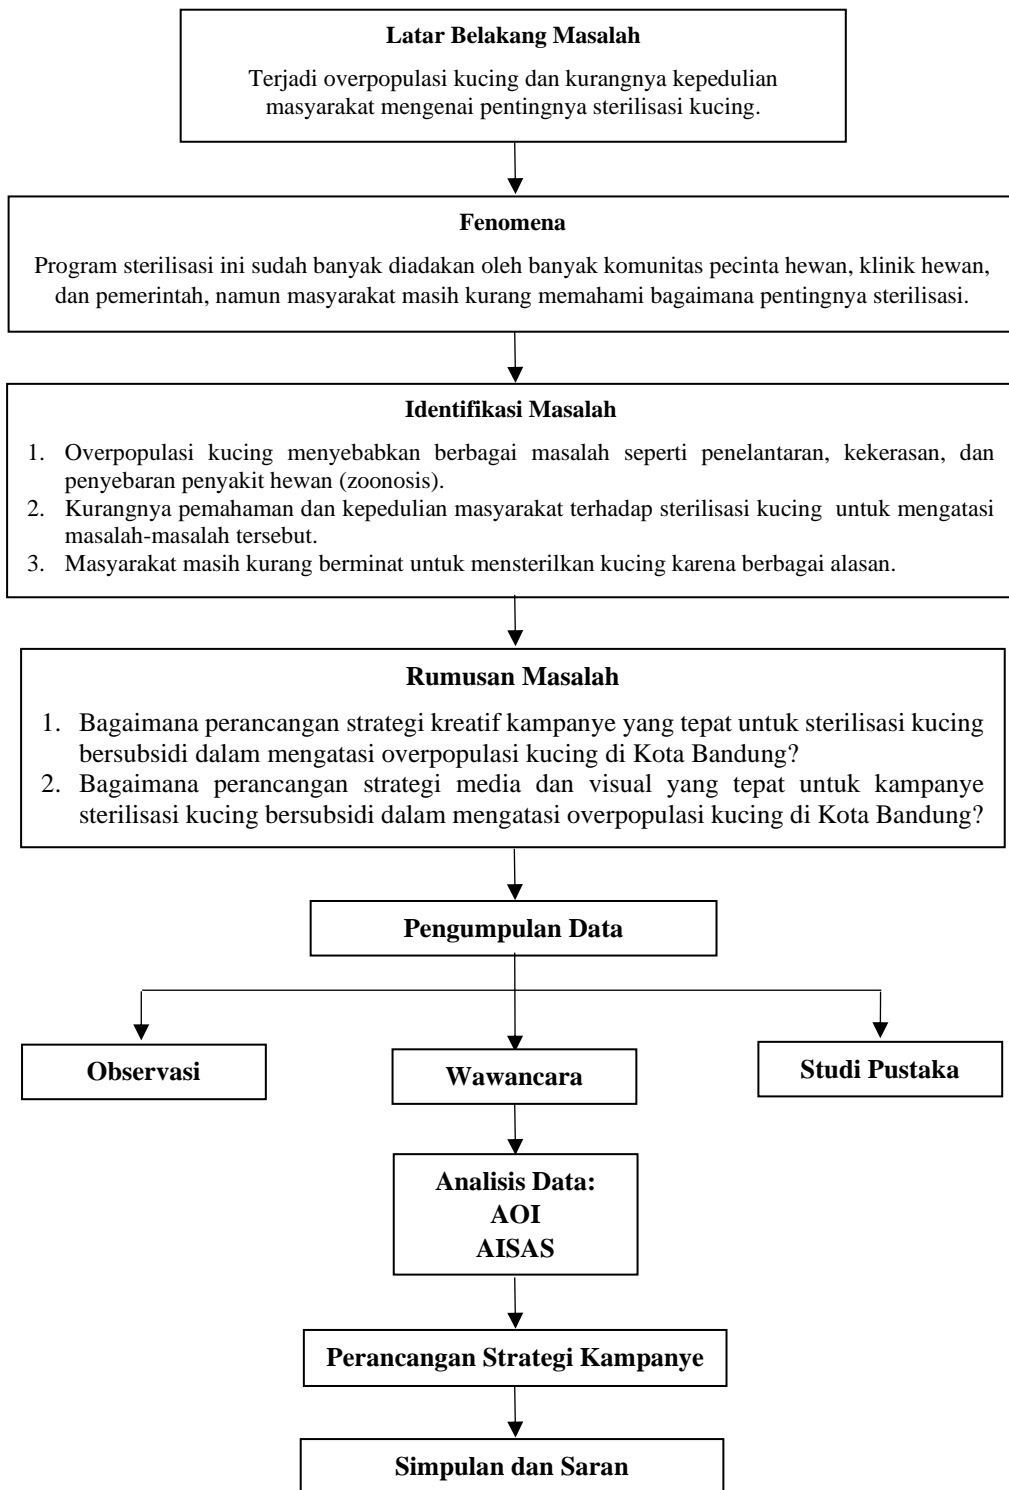 Latar Belakang Masalah
Terjadi overpopulasi kucing dan kurangnya kepedulian
masyarakat mengenai pentingnya sterilisasi kucing.
Fenomena
Program sterilisasi ini sudah banyak diadakan oleh banyak komunitas pecinta hewan, klinik hewan,
dan pemerintah, namun masyarakat masih kurang memahami bagaimana pentingnya sterilisasi.
Identifikasi Masalah
1. Overpopulasi kucing menyebabkan berbagai masalah seperti penelantaran, kekerasan, dan
penyebaran penyakit hewan (zoonosis).
2. Kurangnya pemahaman dan kepedulian masyarakat terhadap sterilisasi kucing untuk mengatasi
masalah-masalah tersebut.
3. Masyarakat masih kurang berminat untuk mensterilkan kucing karena berbagai alasan.
Rumusan Masalah
1. Bagaimana perancangan strategi kreatif kampanye yang tepat untuk sterilisasi kucing
bersubsidi dalam mengatasi overpopulasi kucing di Kota Bandung?
2. Bagaimana perancangan strategi media dan visual yang tepat untuk kampanye
sterilisasi kucing bersubsidi dalam mengatasi overpopulasi kucing di Kota Bandung?
Pengumpulan Data
Observasi
Wawancara
Studi Pustaka
Analisis Data:
AOI
AISAS
Perancangan Strategi Kampanye
Simpulan dan Saran